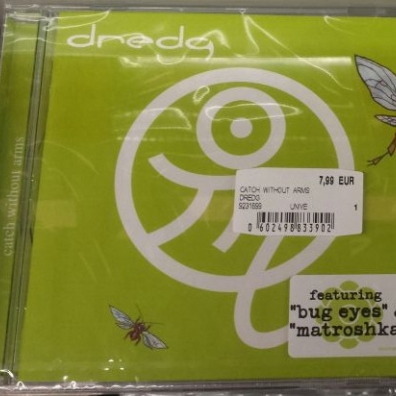 dredg
catch without arms
7,99 EUR
CATCH WITHOUT ARMS
DREDG
9231699 UNIVE 1
0 602498 833902
featuring
"bug eyes" &
"matroshka